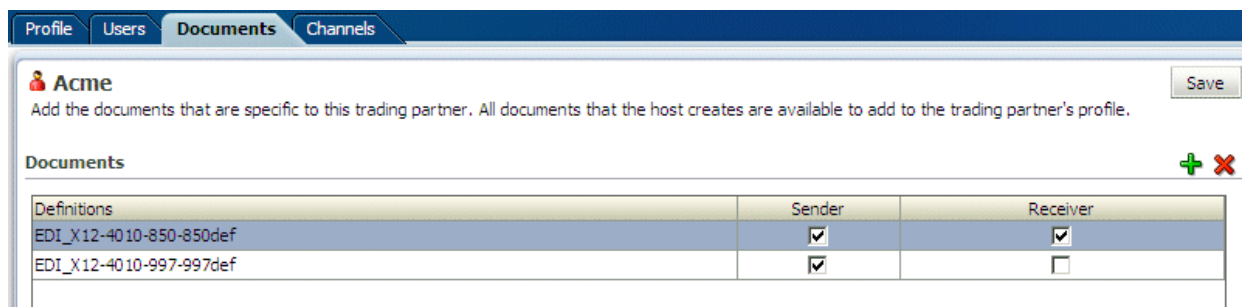 Profile Users Documents Channels
Acme
Save
Add the documents that are specific to this trading partner. All documents that the host creates are available to add to the trading partner's profile.
Documents
Definitions Sender Receiver
EDI_X12-4010-850-850def
EDI_X12-4010-997-997def